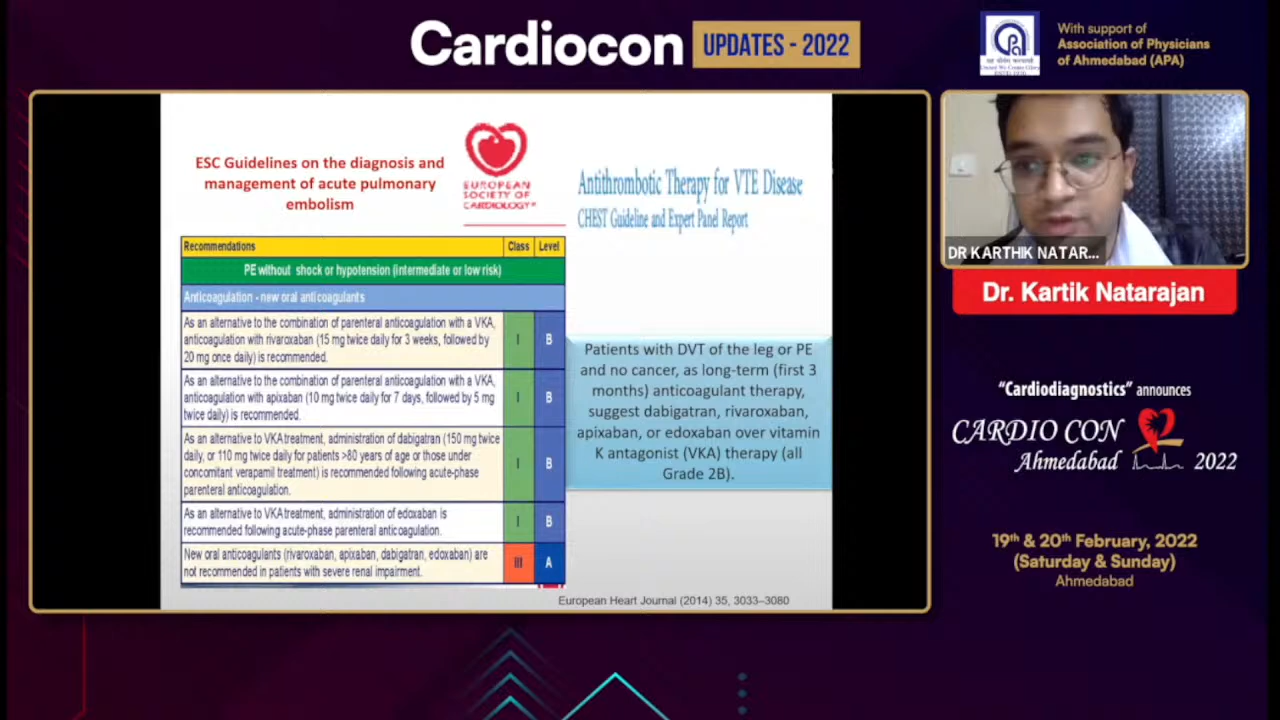 Cardiocon
UPDATES - 2022
With support of
Association of Physicians
of Ahmedabad (APA)
ESC Guidelines on the diagnosis and
management of acute pulmonary
embolism
EUROPEAN
SOCIETY OF
CARDIOLOGY®
Antithrombotic Therapy for VTE Disease
CHEST Guideline and Expert Panel Report
Recommendations Class Level
PE without shock or hypotension (intermediate or low risk)
Anticoagulation - new oral anticoagulants
As an alternative to the combination of parenteral anticoagulation with a VKA,
anticoagulation with rivaroxaban (15 mg twice daily for 3 weeks, followed by
20 mg once daily) is recommended.
I B
As an alternative to the combination of parenteral anticoagulation with a VKA,
anticoagulation with apixaban (10 mg twice daily for 7 days, followed by 5 mg
twice daily) is recommended.
I B
As an alternative to VKA treatment, administration of dabigatran (150 mg twice
daily, or 110 mg twice daily for patients >80 years of age or those under
concomitant verapamil treatment) is recommended following acute-phase
parenteral anticoagulation.
I B
As an alternative to VKA treatment, administration of edoxaban is
recommended following acute-phase parenteral anticoagulation.
I B
New oral anticoagulants (rivaroxaban, apixaban, dabigatran, edoxaban) are
not recommended in patients with severe renal impairment.
III A
Patients with DVT of the leg or PE
and no cancer, as long-term (first 3
months) anticoagulant therapy,
suggest dabigatran, rivaroxaban,
apixaban, or edoxaban over vitamin
K antagonist (VKA) therapy (all
Grade 2B).
European Heart Journal (2014) 35, 3033–3080
DR KARTHIK NATAR...
Dr. Kartik Natarajan
“Cardiodiagnostics” announces
CARDIO CON
Ahmedabad 2022
19th & 20th February, 2022
(Saturday & Sunday)
Ahmedabad